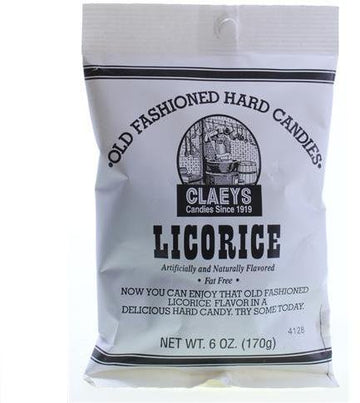 •OLD FASHIONED HARD CANDIES•
CLAEYS
Candies Since 1919
LICORICE
Artificially and Naturally Flavored
• Fat Free •
NOW YOU CAN ENJOY THAT OLD FASHIONED
LICORICE FLAVOR IN A
DELICIOUS HARD CANDY. TRY SOME TODAY.
4128
NET WT. 6 OZ. (170g)